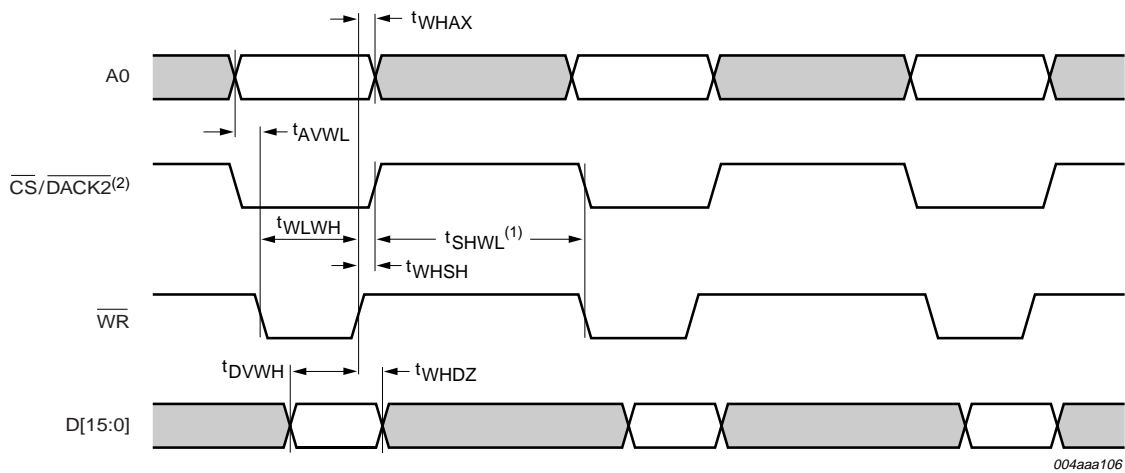 tWHAX
A0
tAVWL
CS/DACK2(2)
tWLWH
tSHWL(1)
tWHSH
WR
tDVWH
tWHDZ
D[15:0]
004aaa106